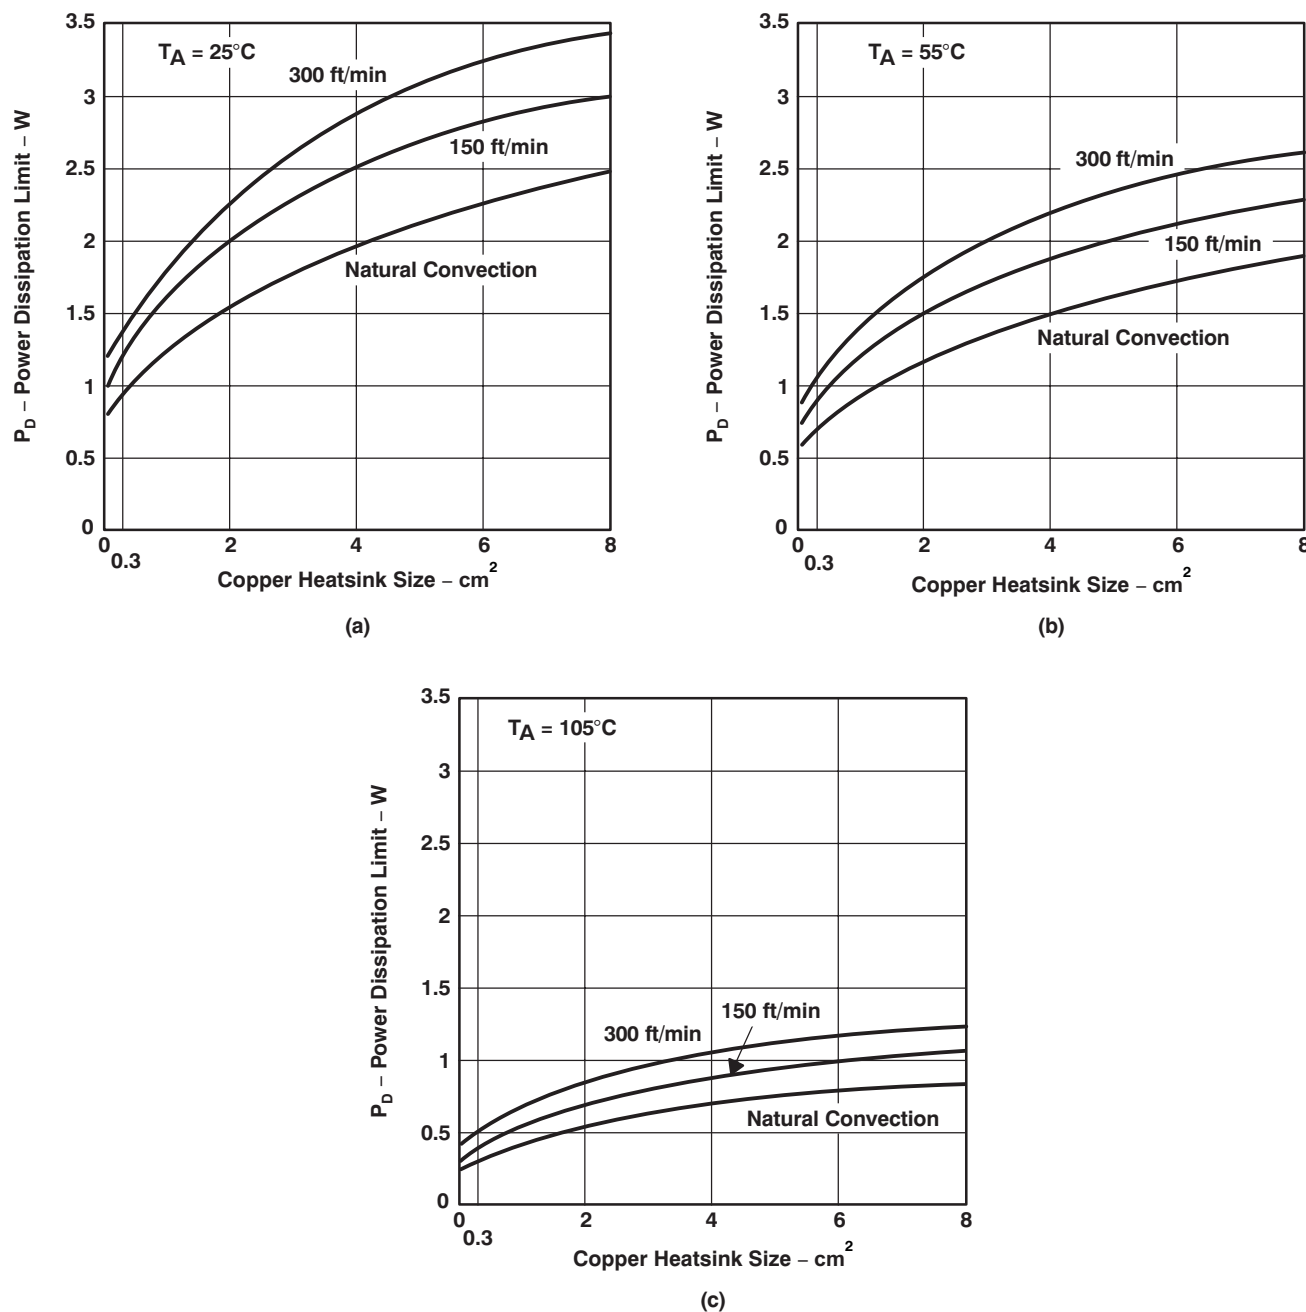 3.5
3
2.5
2
1.5
1
0.5
0
P_D – Power Dissipation Limit – W
T_A = 25°C
300 ft/min
150 ft/min
Natural Convection
0 0.3 2 4 6 8
Copper Heatsink Size – cm²
(a)
3.5
3
2.5
2
1.5
1
0.5
0
P_D – Power Dissipation Limit – W
T_A = 55°C
300 ft/min
150 ft/min
Natural Convection
0 0.3 2 4 6 8
Copper Heatsink Size – cm²
(b)
3.5
3
2.5
2
1.5
1
0.5
0
P_D – Power Dissipation Limit – W
T_A = 105°C
150 ft/min
300 ft/min
Natural Convection
0 0.3 2 4 6 8
Copper Heatsink Size – cm²
(c)